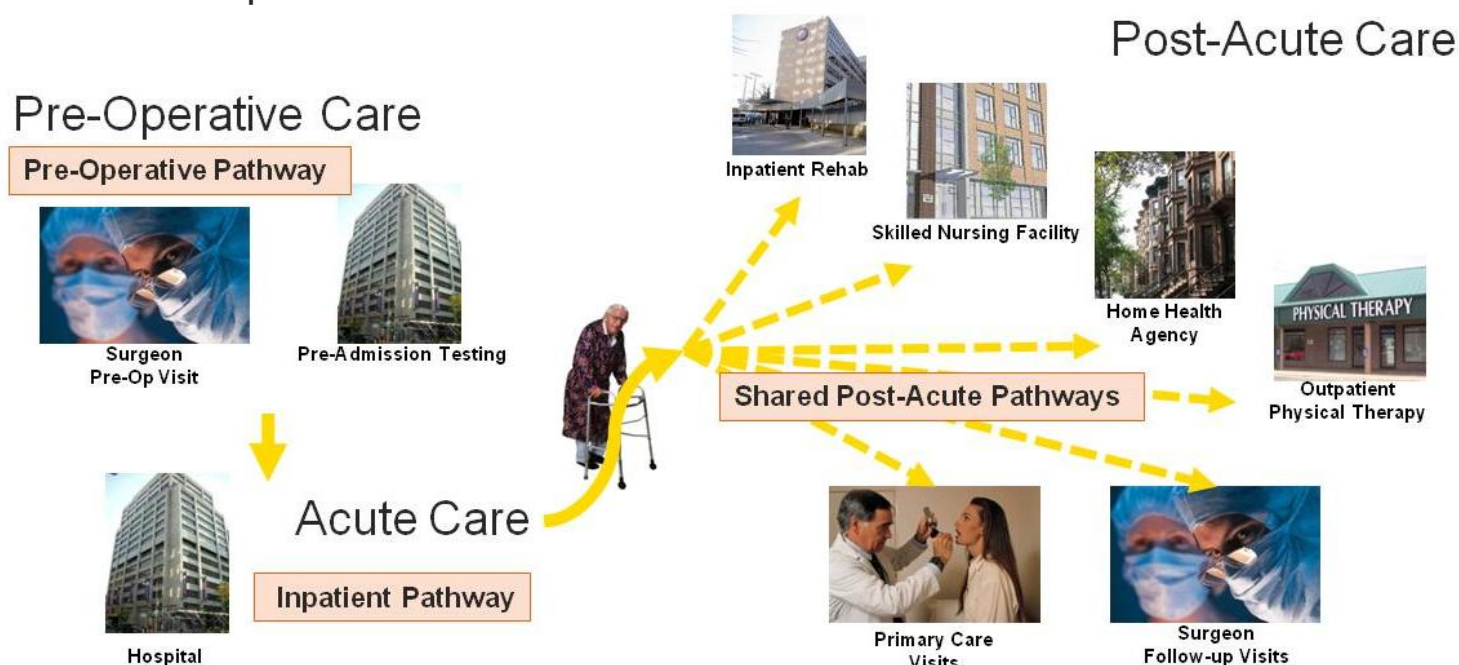 Post-Acute Care
Pre-Operative Care
Pre-Operative Pathway
Inpatient Rehab
Skilled Nursing Facility
Surgeon
Pre-Op Visit
Pre-Admission Testing
Home Health
Agency
PHYSICAL THERAPY
Outpatient
Physical Therapy
Shared Post-Acute Pathways
Acute Care
Inpatient Pathway
Hospital
Primary Care
Visits
Surgeon
Follow-up Visits